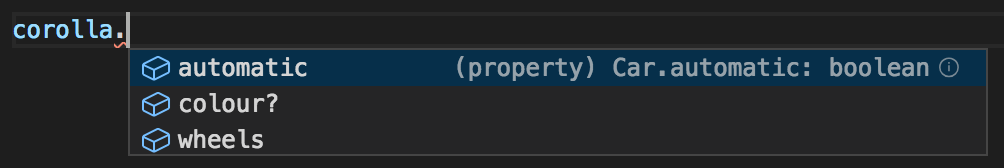 corolla.
automatic (property) Car.automatic: boolean
colour?
wheels